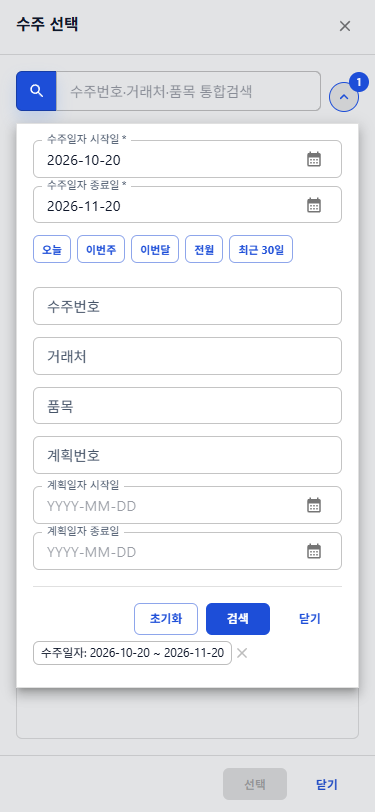 수주 선택
수주번호·거래처·품목 통합검색
1
수주일자 시작일 *
2026-10-20
수주일자 종료일 *
2026-11-20
오늘 이번주 이번달 전월 최근 30일
수주번호
거래처
품목
계획번호
계획일자 시작일
YYYY-MM-DD
계획일자 종료일
YYYY-MM-DD
초기화 검색 닫기
수주일자: 2026-10-20 ~ 2026-11-20
선택 닫기